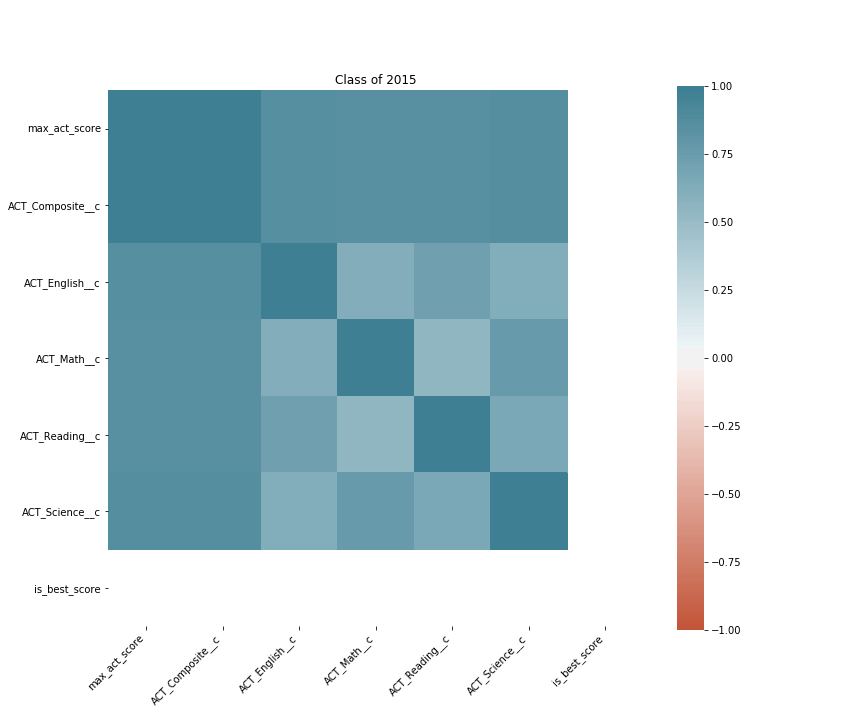 Class of 2015
max_act_score
ACT_Composite__c
ACT_English__c
ACT_Math__c
ACT_Reading__c
ACT_Science__c
is_best_score
max_act_score
ACT_Composite__c
ACT_English__c
ACT_Math__c
ACT_Reading__c
ACT_Science__c
is_best_score
1.00
0.75
0.50
0.25
0.00
−0.25
−0.50
−0.75
−1.00